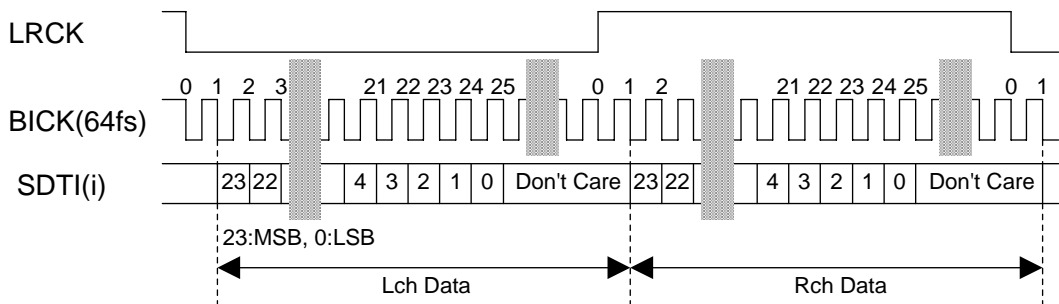 LRCK
0 1 2 3 21 22 23 24 25 0 1 2 21 22 23 24 25 0 1
BICK(64fs)
SDTI(i) 23 22 4 3 2 1 0 Don't Care 23 22 4 3 2 1 0 Don't Care
23:MSB, 0:LSB
Lch Data Rch Data